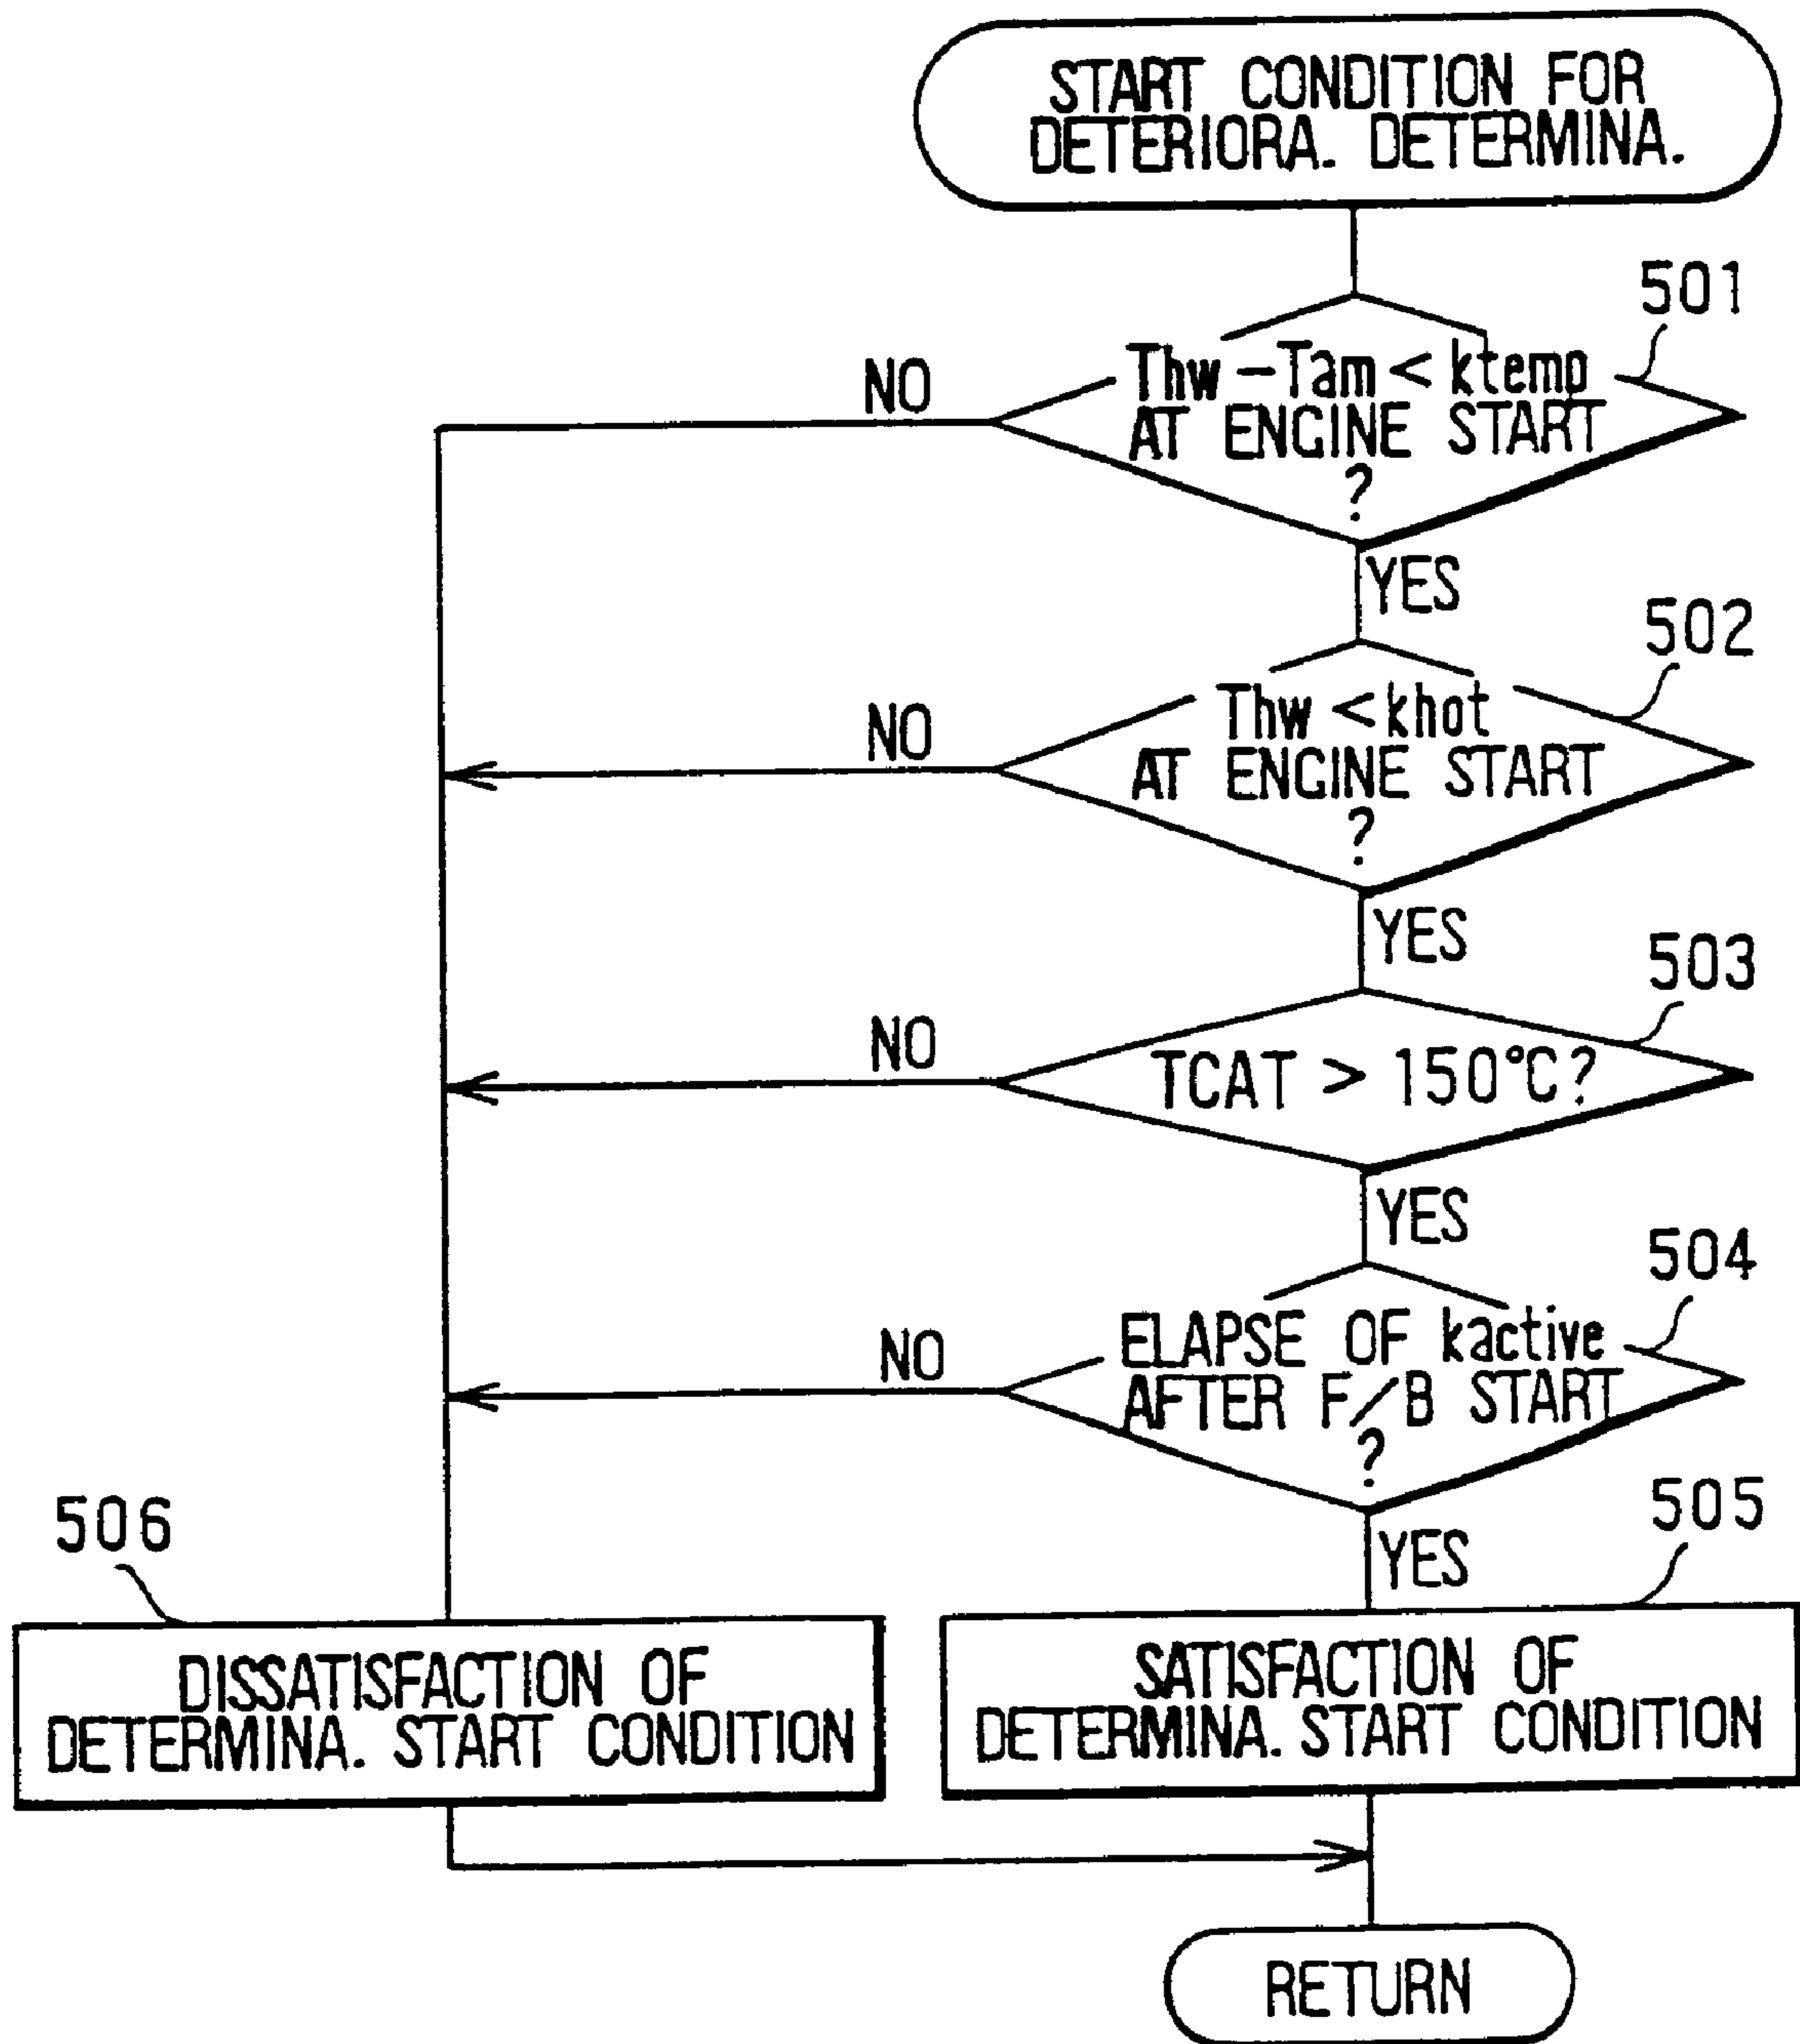 START CONDITION FOR
DETERIORA. DETERMINA.
501
Thw-Tam < ktemp
AT ENGINE START
?
NO
YES
502
Thw < khot
AT ENGINE START
?
NO
YES
503
TCAT > 150°C?
NO
YES
504
ELAPSE OF kactive
AFTER F/B START
?
NO
YES
506
DISSATISFACTION OF
DETERMINA. START CONDITION
505
SATISFACTION OF
DETERMINA. START CONDITION
RETURN